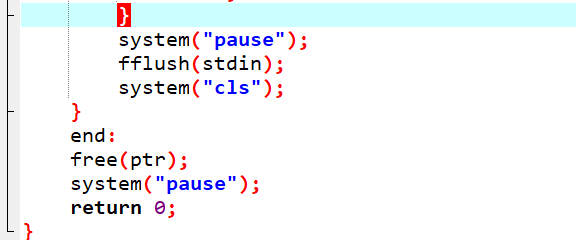 }
system("pause");
fflush(stdin);
system("cls");
}
end:
free(ptr);
system("pause");
return 0;
}